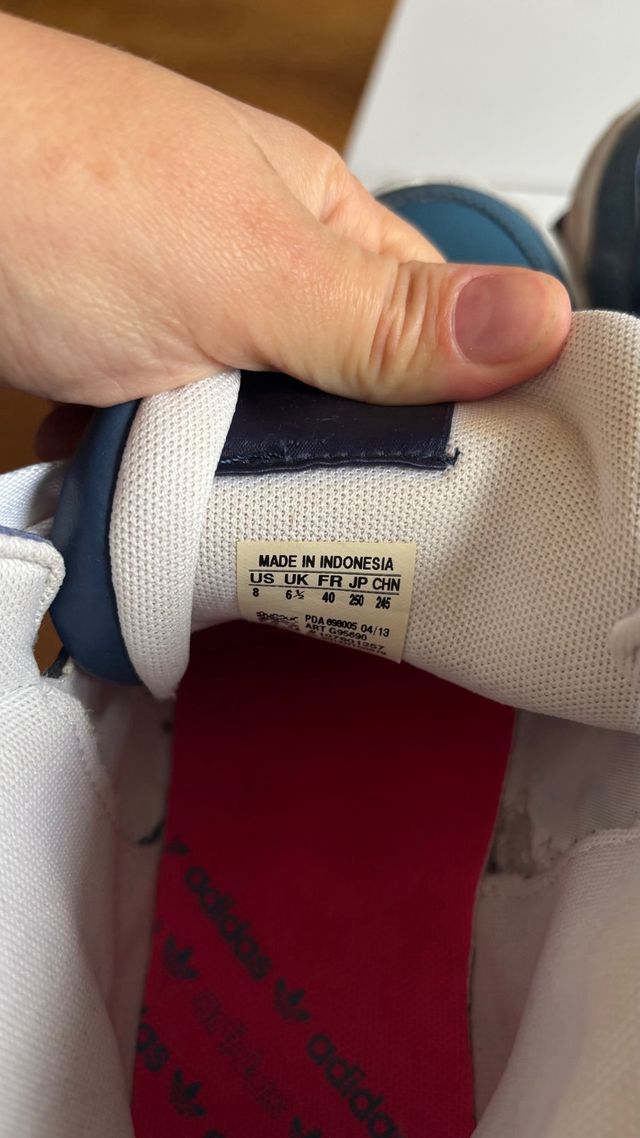 MADE IN INDONESIA
US UK FR JP CHN
8 6½ 40 250 245
PDA 698005 04/13
ART G95690
adidas
adidas